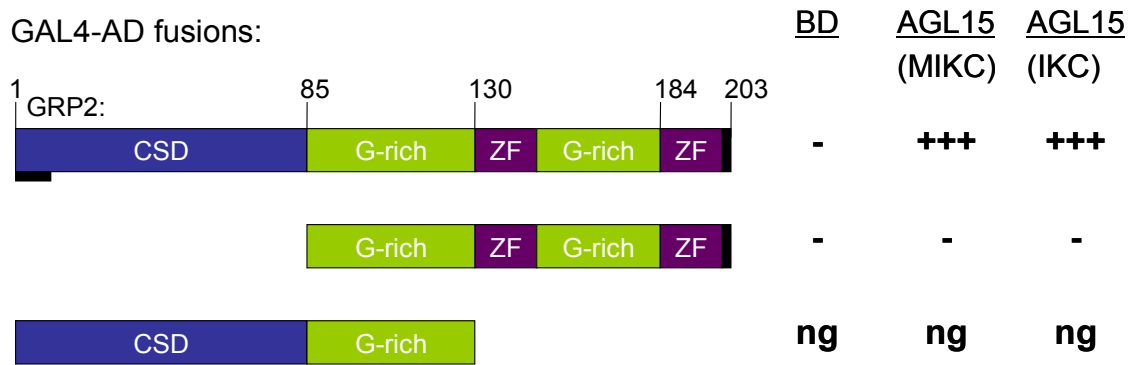 GAL4-AD fusions: BD AGL15 AGL15
(MIKC) (IKC)
1 85 130 184 203
GRP2:
CSD G-rich ZF G-rich ZF - +++ +++
G-rich ZF G-rich ZF - - -
CSD G-rich ng ng ng